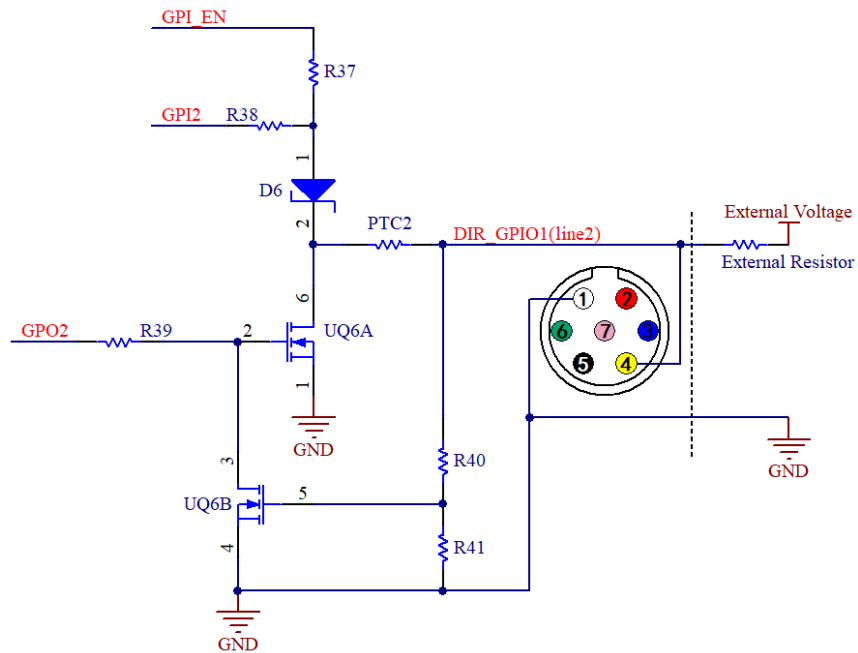 GPI_EN
R37
GPI2
R38
1
D6
2
PTC2
DIR_GPIO1(line2)
External Voltage
External Resistor
6
1
2
6
7
3
5
4
GPO2
R39
2
UQ6A
1
GND
GND
R40
3
UQ6B
5
4
R41
GND